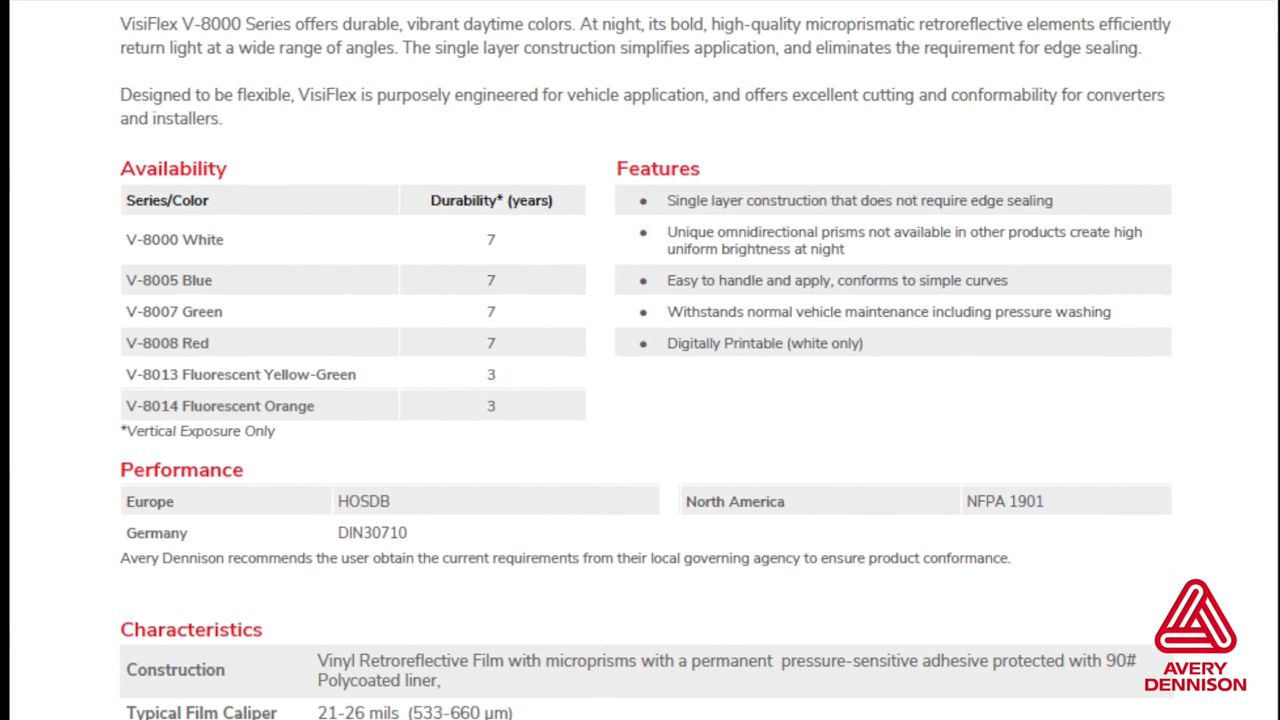 VisiFlex V-8000 Series offers durable, vibrant daytime colors. At night, its bold, high-quality microprismatic retroreflective elements efficiently
return light at a wide range of angles. The single layer construction simplifies application, and eliminates the requirement for edge sealing.
Designed to be flexible, VisiFlex is purposely engineered for vehicle application, and offers excellent cutting and conformability for converters
and installers.
Availability
Series/Color Durability* (years)
V-8000 White 7
V-8005 Blue 7
V-8007 Green 7
V-8008 Red 7
V-8013 Fluorescent Yellow-Green 3
V-8014 Fluorescent Orange 3
*Vertical Exposure Only
Features
● Single layer construction that does not require edge sealing
● Unique omnidirectional prisms not available in other products create high
uniform brightness at night
● Easy to handle and apply, conforms to simple curves
● Withstands normal vehicle maintenance including pressure washing
● Digitally Printable (white only)
Performance
Europe HOSDB North America NFPA 1901
Germany DIN30710
Avery Dennison recommends the user obtain the current requirements from their local governing agency to ensure product conformance.
Characteristics
Construction Vinyl Retroreflective Film with microprisms with a permanent pressure-sensitive adhesive protected with 90#
Polycoated liner,
Typical Film Caliper 21-26 mils (533-660 µm)
AVERY
DENNISON